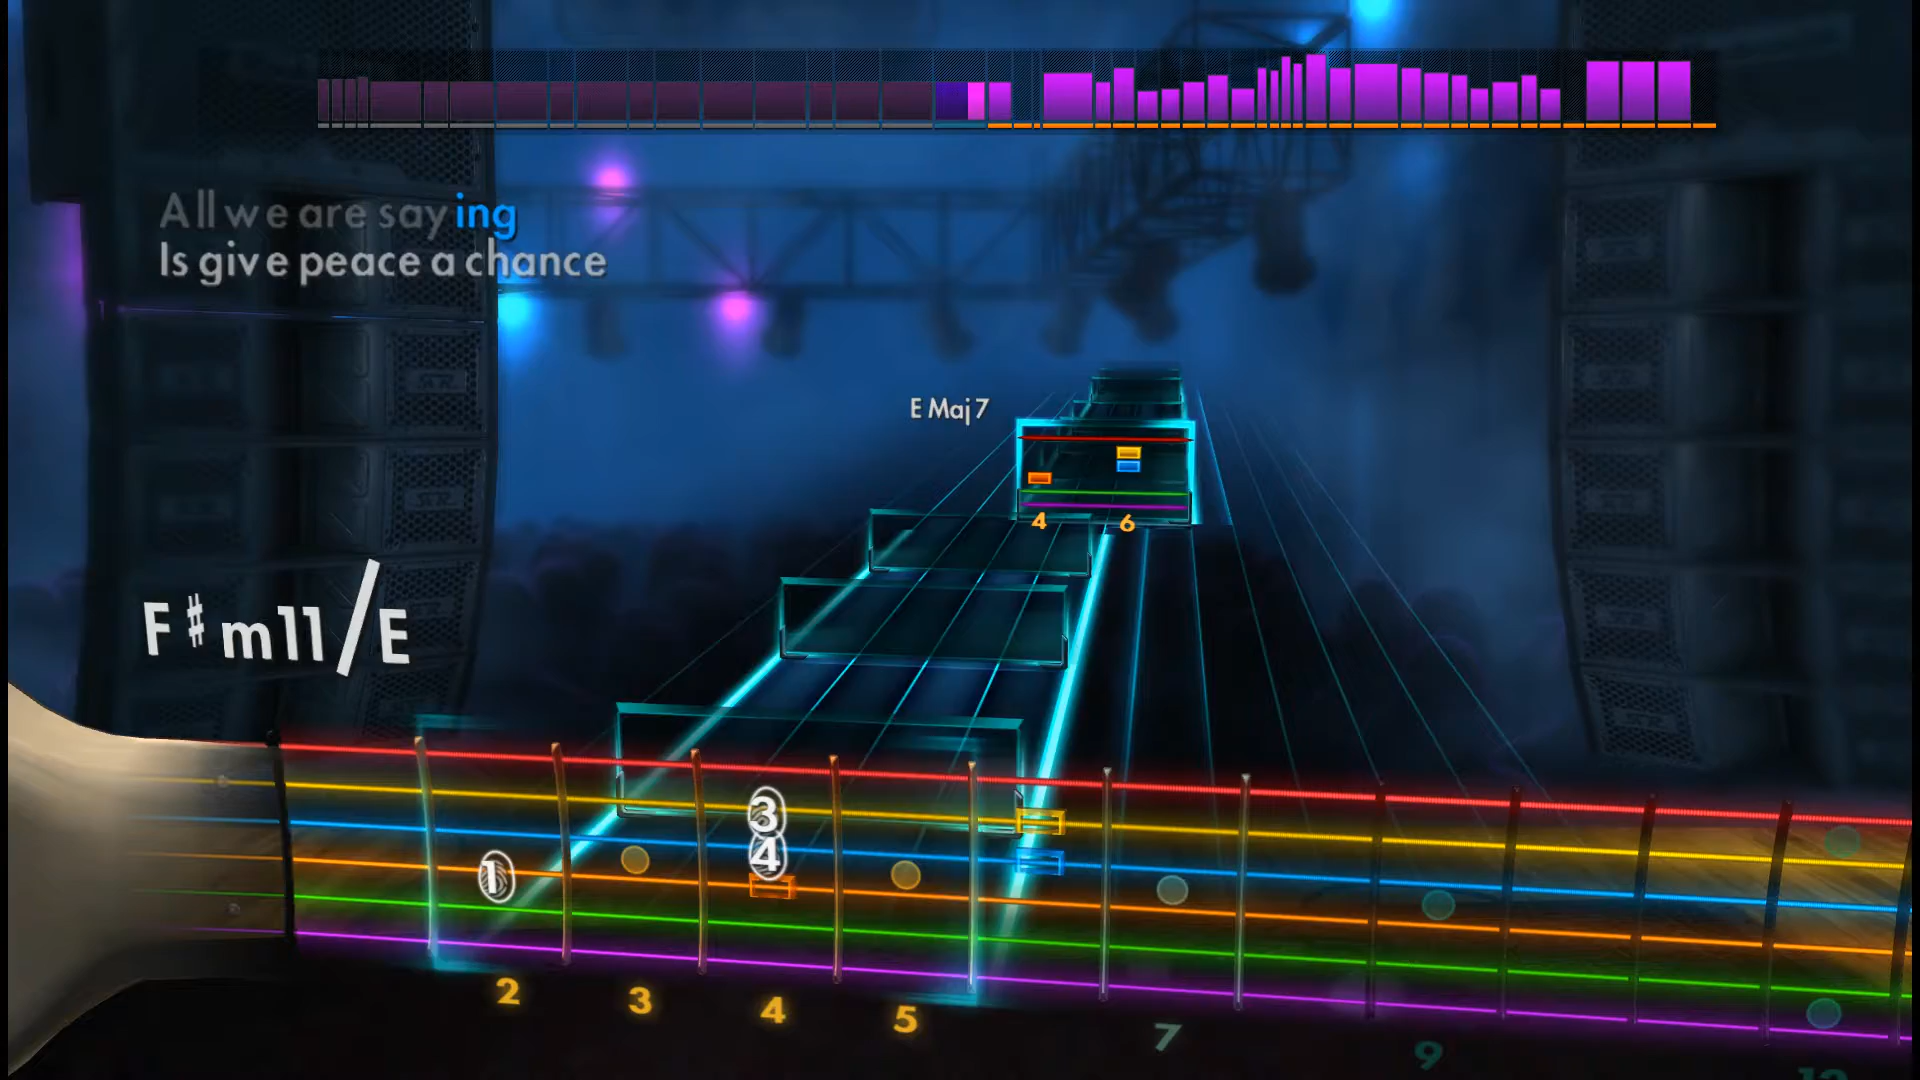 All we are saying
Is give peace a chance
E Maj 7
4 6
F♯m11/E
3
4
1
2 3 4 5 7 9 12